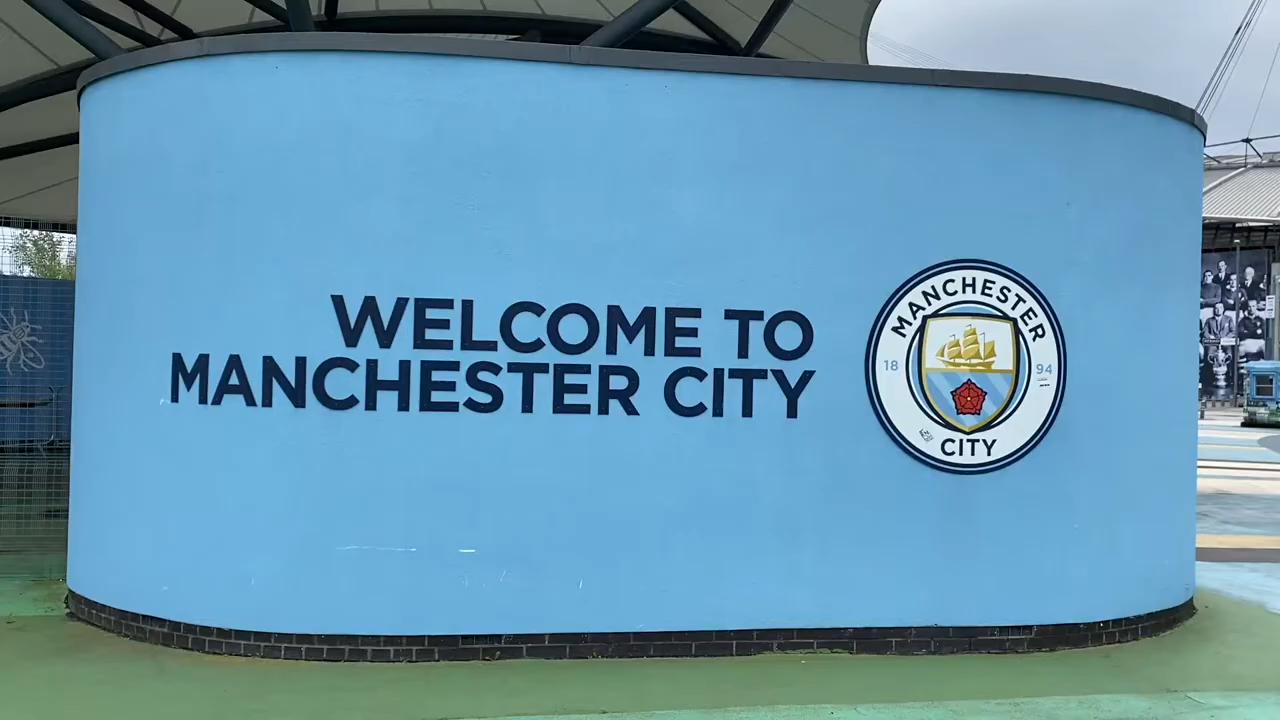 WELCOME TO
MANCHESTER CITY
MANCHESTER
18 94
CITY